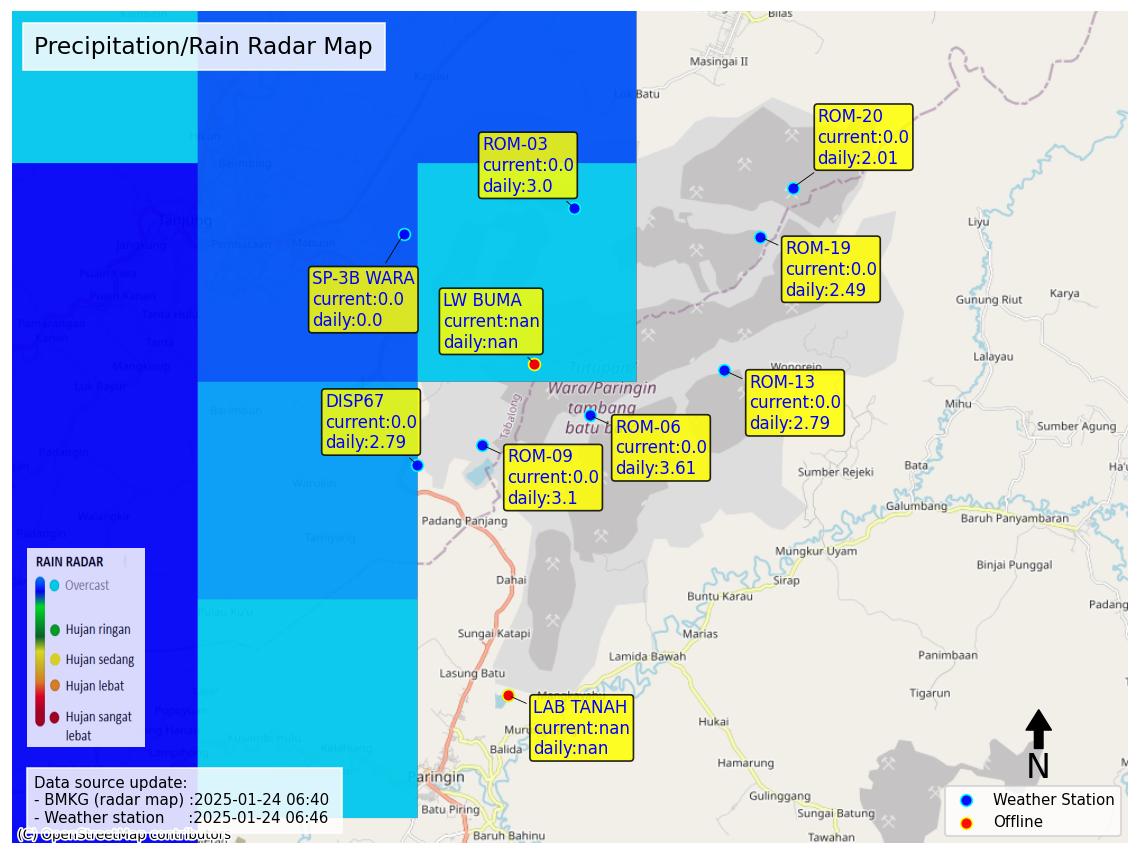 Precipitation/Rain Radar Map
Bilas
Masingai II
Lok Batu
ROM-20
current:0.0
daily:2.01
ROM-03
current:0.0
daily:3.0
Tanjung
Liyu
ROM-19
current:0.0
daily:2.49
SP-3B WARA
current:0.0
daily:0.0
LW BUMA
current:nan
daily:nan
Gunung Riut
Karya
Lalayau
Wonorejo
Tutupan
Wara/Paringin
tambang
batu b
ROM-13
current:0.0
daily:2.79
DISP67
current:0.0
daily:2.79
Tabalong
Mihu
ROM-06
current:0.0
daily:3.61
Sumber Agung
ROM-09
current:0.0
daily:3.1
Sumber Rejeki
Bata
Ha'u
Galumbang
Baruh Panyambaran
Padang Panjang
Mungkur Uyam
Binjai Punggal
Dahai
Sirap
Buntu Karau
Padang
Sungai Katapi
Marias
Lamida Bawah
Panimbaan
Lasung Batu
Tigarun
LAB TANAH
current:nan
daily:nan
Hukai
Balida
Hamarung
Paringin
Gulinggang
Batu Piring
Sungai Batung
Baruh Bahinu
Tawahan
RAIN RADAR
Overcast
Hujan ringan
Hujan sedang
Hujan lebat
Hujan sangat
lebat
Data source update:
- BMKG (radar map) :2025-01-24 06:40
- Weather station :2025-01-24 06:46
(C) OpenStreetMap contributors
N
Weather Station
Offline